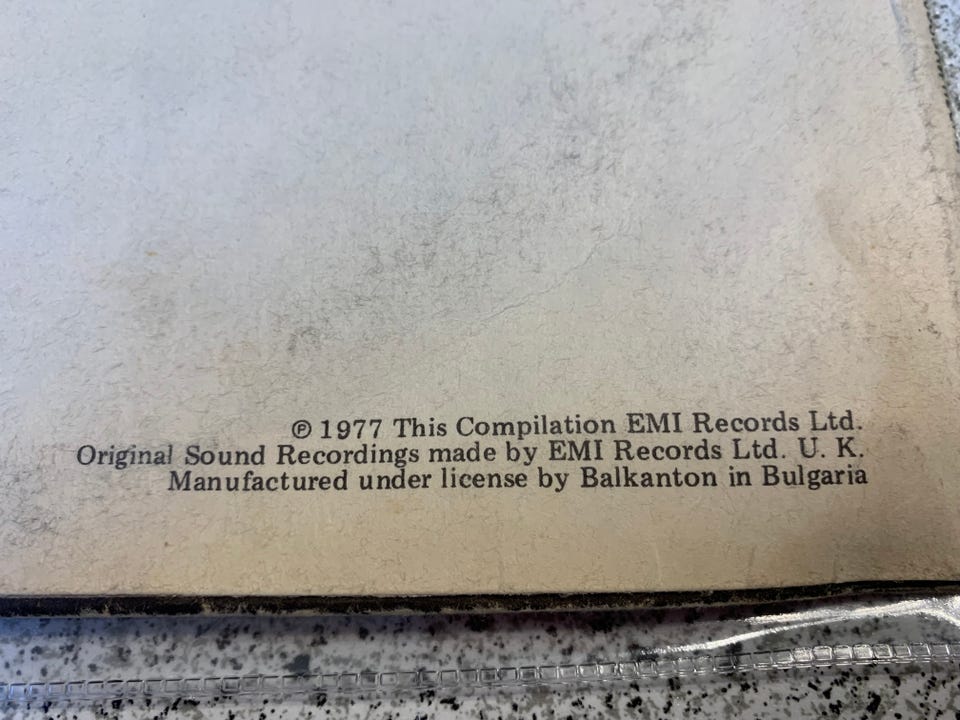 ℗ 1977 This Compilation EMI Records Ltd.
Original Sound Recordings made by EMI Records Ltd. U. K.
Manufactured under license by Balkanton in Bulgaria